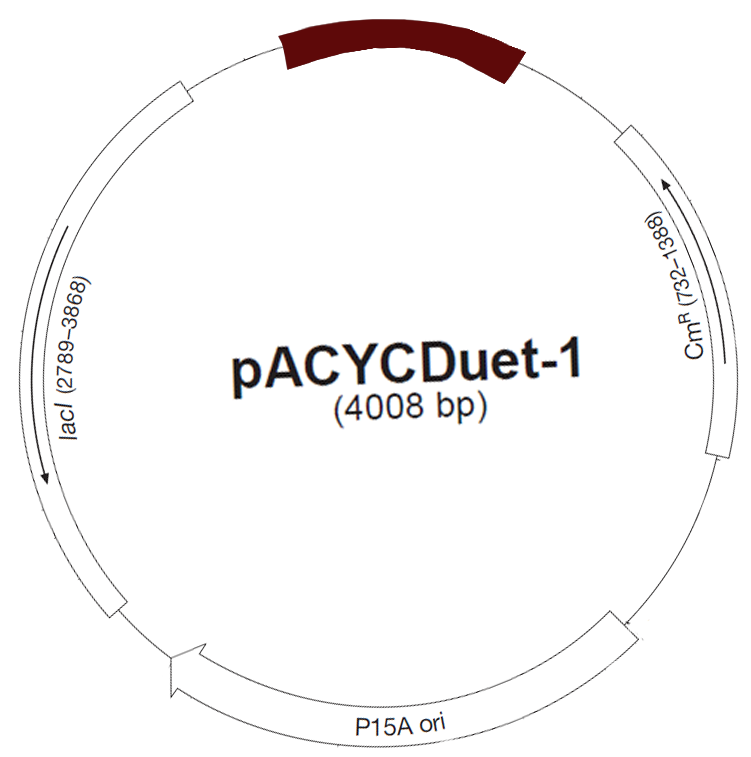 CmR (732–1388)
lacI (2789–3868)
pACYCDuet-1
(4008 bp)
P15A ori